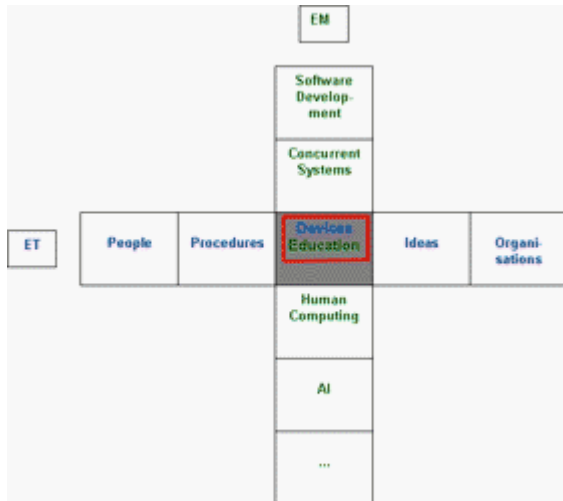 EM
Software
Develop-
ment
Concurrent
Systems
ET
People
Procedures
Devices
Education
Ideas
Organi-
sations
Human
Computing
AI
...